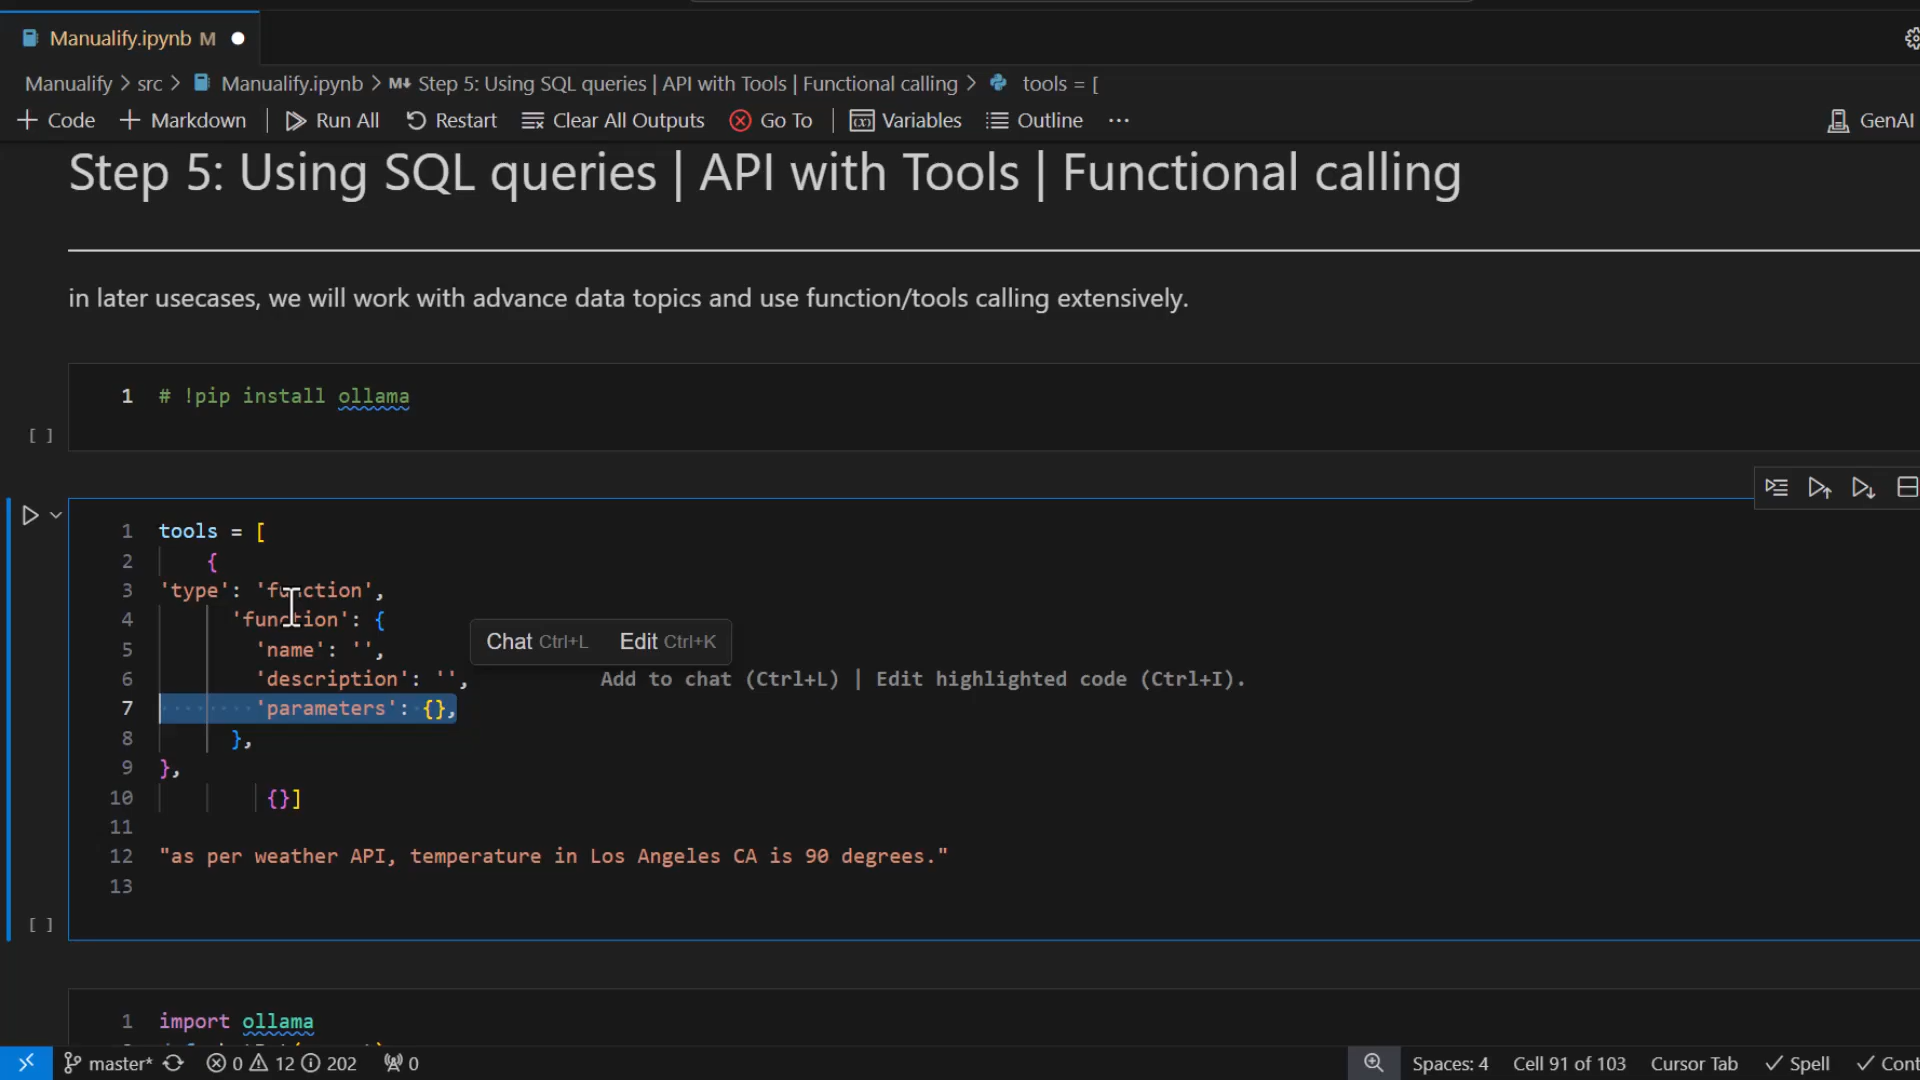 Manualify.ipynb M
Manualify > src > Manualify.ipynb > M↓ Step 5: Using SQL queries | API with Tools | Functional calling > tools = [
+ Code + Markdown | Run All Restart Clear All Outputs Go To | Variables Outline ··· GenAI
Step 5: Using SQL queries | API with Tools | Functional calling
in later usecases, we will work with advance data topics and use function/tools calling extensively.
1 # !pip install ollama
[ ]
1 tools = [
2 {
3 'type': 'function',
4 'function': {
5 'name': '',
Chat Ctrl+L Edit Ctrl+K
6 'description': '', Add to chat (Ctrl+L) | Edit highlighted code (Ctrl+I).
7 'parameters': {},
8 },
9 },
10 {}]
11
12 "as per weather API, temperature in Los Angeles CA is 90 degrees."
13
[ ]
1 import ollama
master* 0 12 202 0 Spaces: 4 Cell 91 of 103 Cursor Tab Spell Cont